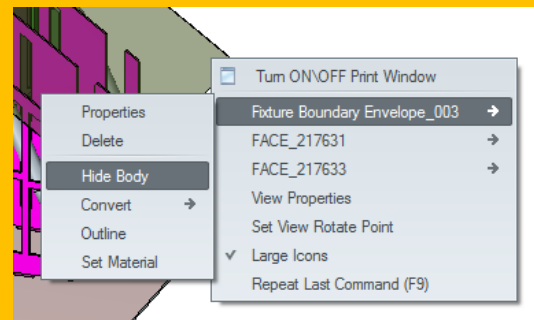 Turn ON\OFF Print Window
Fixture Boundary Envelope_003
FACE_217631
FACE_217633
View Properties
Set View Rotate Point
Large Icons
Repeat Last Command (F9)
Properties
Delete
Hide Body
Convert
Outline
Set Material